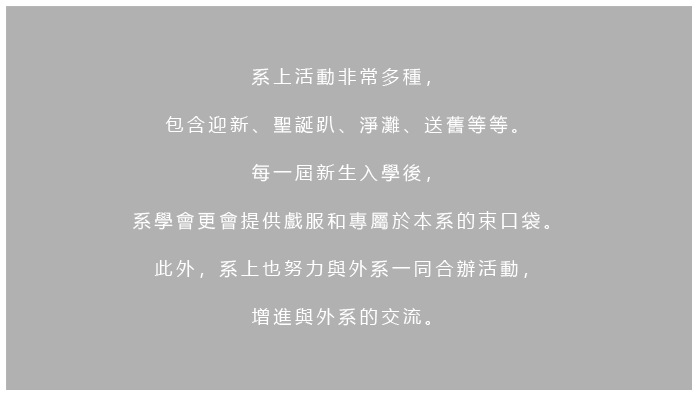 系上活動非常多種，
包含迎新、聖誕趴、淨灘、送舊等等。
每一屆新生入學後，
系學會更會提供戲服和專屬於本系的束口袋。
此外，系上也努力與外系一同合辦活動，
增進與外系的交流。